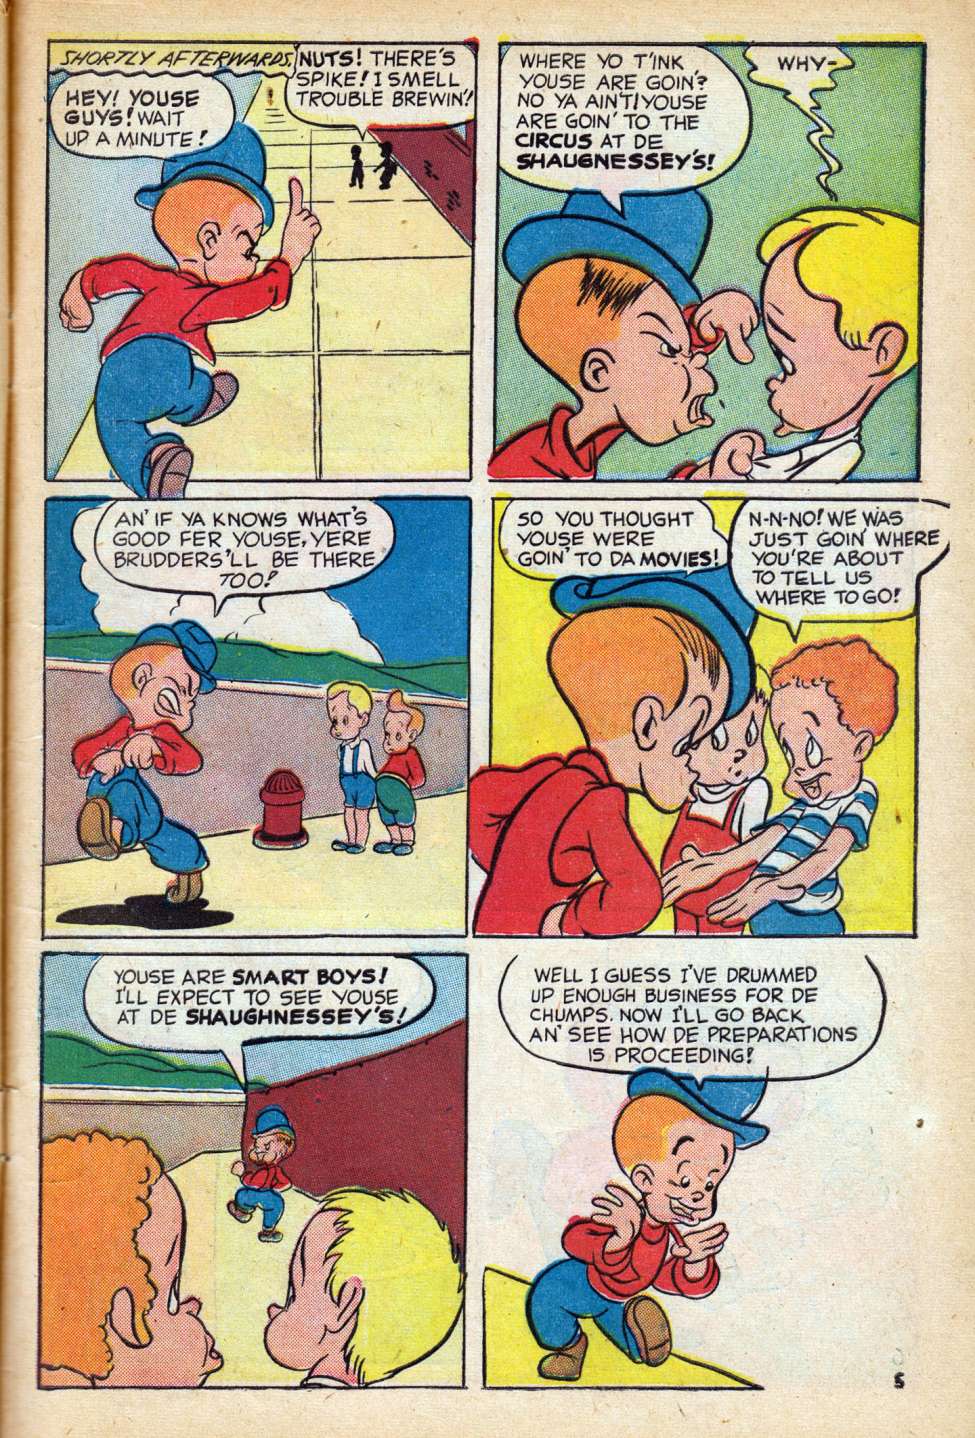 SHORTLY AFTERWARDS,
HEY! YOUSE
GUYS! WAIT
UP A MINUTE!
NUTS! THERE'S
SPIKE! I SMELL
TROUBLE BREWIN'!
WHERE YO T'INK
YOUSE ARE GOIN'?
NO YA AIN'T! YOUSE
ARE GOIN' TO THE
CIRCUS AT DE
SHAUGNESSEY'S!
WHY-
AN' IF YA KNOWS WHAT'S
GOOD FER YOUSE, YERE
BRUDDERS'LL BE THERE
TOO!
SO YOU THOUGHT
YOUSE WERE
GOIN' TO DA MOVIES!
N-N-NO! WE WAS
JUST GOIN' WHERE
YOU'RE ABOUT
TO TELL US
WHERE TO GO!
YOUSE ARE SMART BOYS!
I'LL EXPECT TO SEE YOUSE
AT DE SHAUGHNESSEY'S!
WELL I GUESS I'VE DRUMMED
UP ENOUGH BUSINESS FOR DE
CHUMPS. NOW I'LL GO BACK
AN' SEE HOW DE PREPARATIONS
IS PROCEEDING!
5